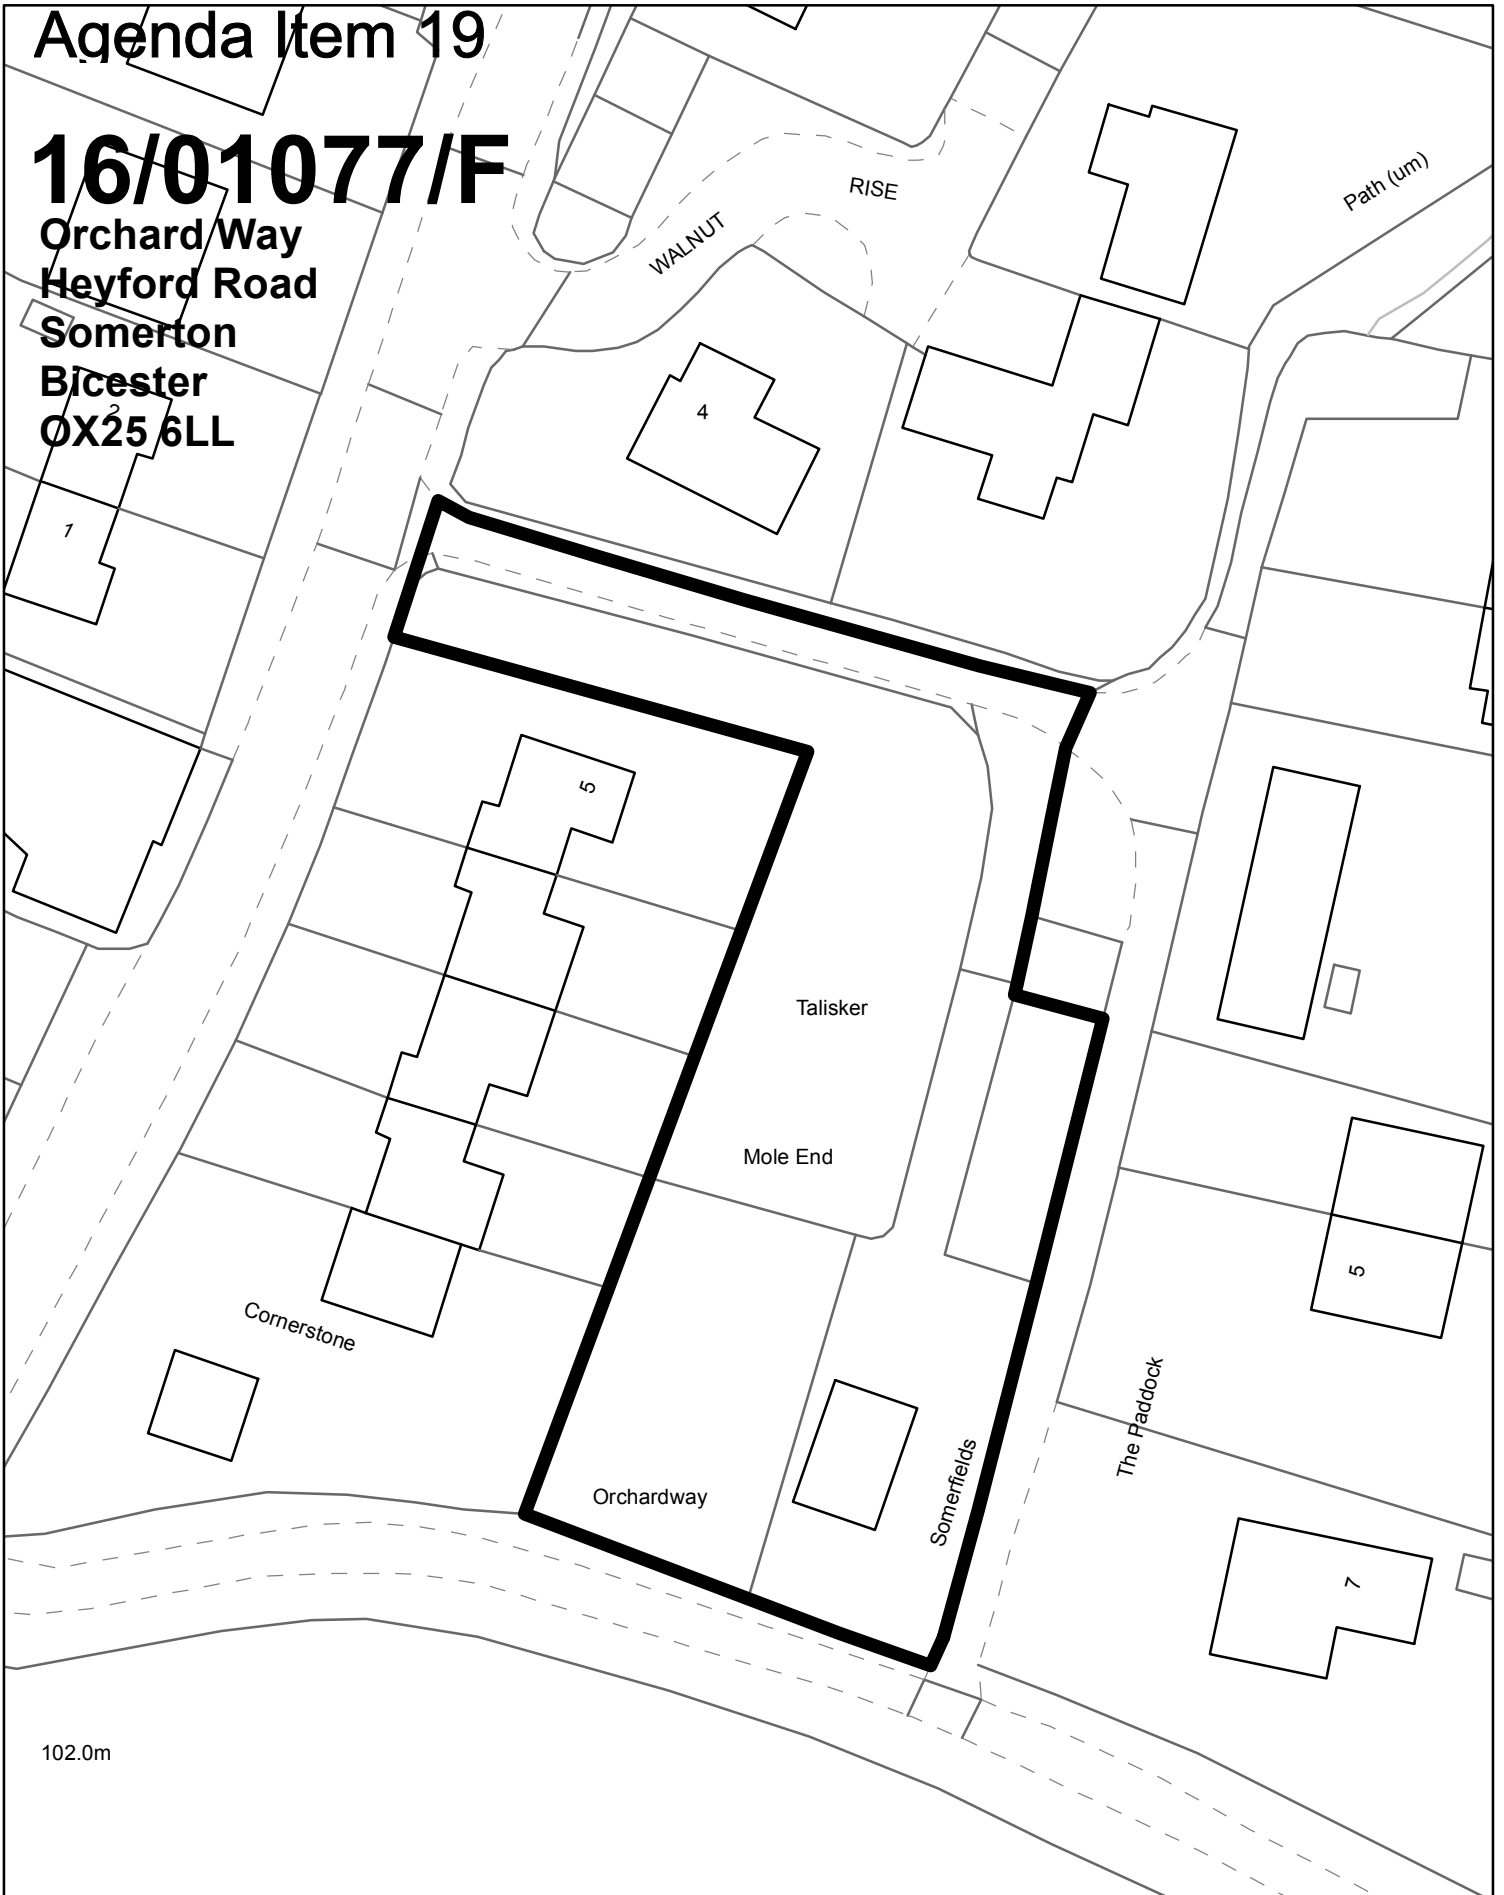 Agenda Item 19
16/01077/F
Orchard Way
Heyford Road
Somerton
Bicester
OX25 6LL
RISE
WALNUT
Path (um)
4
2
1
5
Talisker
Mole End
Cornerstone
5
The Paddock
Somerfields
Orchardway
7
102.0m